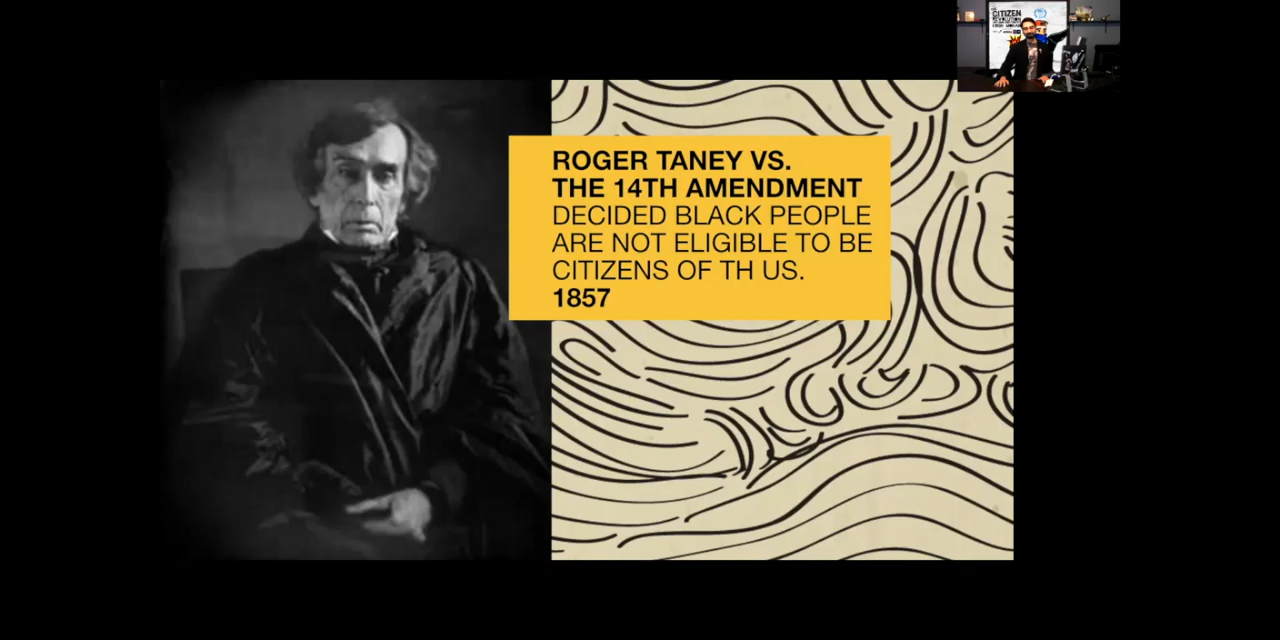 CITIZEN
ROGER TANEY VS.
THE 14TH AMENDMENT
DECIDED BLACK PEOPLE
ARE NOT ELIGIBLE TO BE
CITIZENS OF TH US.
1857